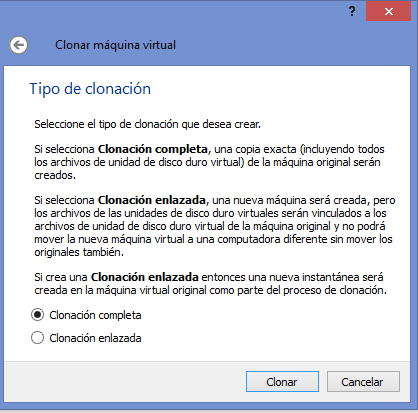 ?
Clonar máquina virtual
Tipo de clonación
Seleccione el tipo de clonación que desea crear.
Si selecciona Clonación completa, una copia exacta (incluyendo todos
los archivos de unidad de disco duro virtual) de la máquina original serán
creados.
Si selecciona Clonación enlazada, una nueva máquina será creada, pero
los archivos de las unidades de disco duro virtuales serán vinculados a los
archivos de unidad de disco duro virtual de la máquina original y no podrá
mover la nueva máquina virtual a una computadora diferente sin mover los
originales también.
Si crea una Clonación enlazada entonces una nueva instantánea será
creada en la máquina virtual original como parte del proceso de clonación.
Clonación completa
Clonación enlazada
Clonar Cancelar